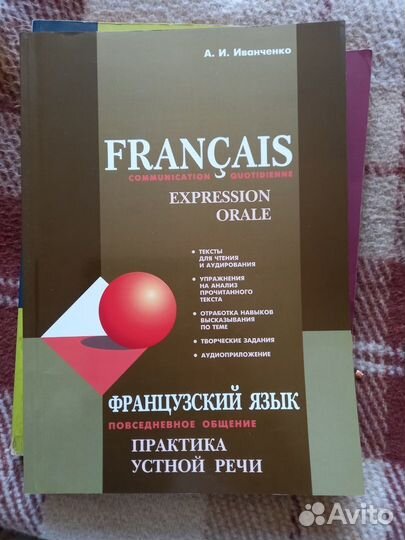 А. И. Иванченко
FRANÇAIS
COMMUNICATION QUOTIDIENNE
EXPRESSION
ORALE
• ТЕКСТЫ
ДЛЯ ЧТЕНИЯ
И АУДИРОВАНИЯ
• УПРАЖНЕНИЯ
НА АНАЛИЗ
ПРОЧИТАННОГО
ТЕКСТА
• ОТРАБОТКА НАВЫКОВ
ВЫСКАЗЫВАНИЯ
ПО ТЕМЕ
• ТВОРЧЕСКИЕ ЗАДАНИЯ
• АУДИОПРИЛОЖЕНИЕ
ФРАНЦУЗСКИЙ ЯЗЫК
ПОВСЕДНЕВНОЕ ОБЩЕНИЕ
ПРАКТИКА
УСТНОЙ РЕЧИ
Avito